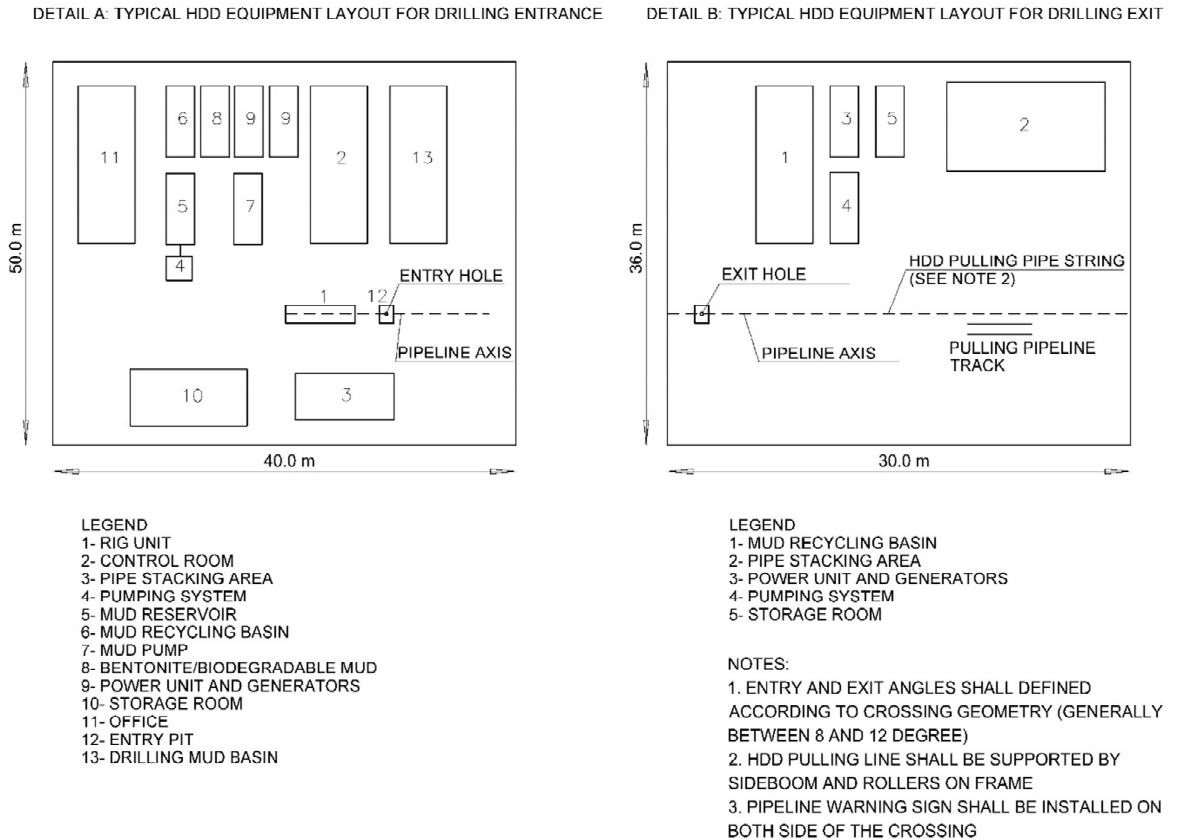 DETAIL A: TYPICAL HDD EQUIPMENT LAYOUT FOR DRILLING ENTRANCE
11
6
8
9
9
2
13
5
7
4
ENTRY HOLE
1
12
PIPELINE AXIS
10
3
50.0 m
40.0 m
LEGEND
1- RIG UNIT
2- CONTROL ROOM
3- PIPE STACKING AREA
4- PUMPING SYSTEM
5- MUD RESERVOIR
6- MUD RECYCLING BASIN
7- MUD PUMP
8- BENTONITE/BIODEGRADABLE MUD
9- POWER UNIT AND GENERATORS
10- STORAGE ROOM
11- OFFICE
12- ENTRY PIT
13- DRILLING MUD BASIN
DETAIL B: TYPICAL HDD EQUIPMENT LAYOUT FOR DRILLING EXIT
1
3
5
2
4
EXIT HOLE
HDD PULLING PIPE STRING
(SEE NOTE 2)
PIPELINE AXIS
PULLING PIPELINE
TRACK
36.0 m
30.0 m
LEGEND
1- MUD RECYCLING BASIN
2- PIPE STACKING AREA
3- POWER UNIT AND GENERATORS
4- PUMPING SYSTEM
5- STORAGE ROOM
NOTES:
1. ENTRY AND EXIT ANGLES SHALL DEFINED
ACCORDING TO CROSSING GEOMETRY (GENERALLY
BETWEEN 8 AND 12 DEGREE)
2. HDD PULLING LINE SHALL BE SUPPORTED BY
SIDEBOOM AND ROLLERS ON FRAME
3. PIPELINE WARNING SIGN SHALL BE INSTALLED ON
BOTH SIDE OF THE CROSSING